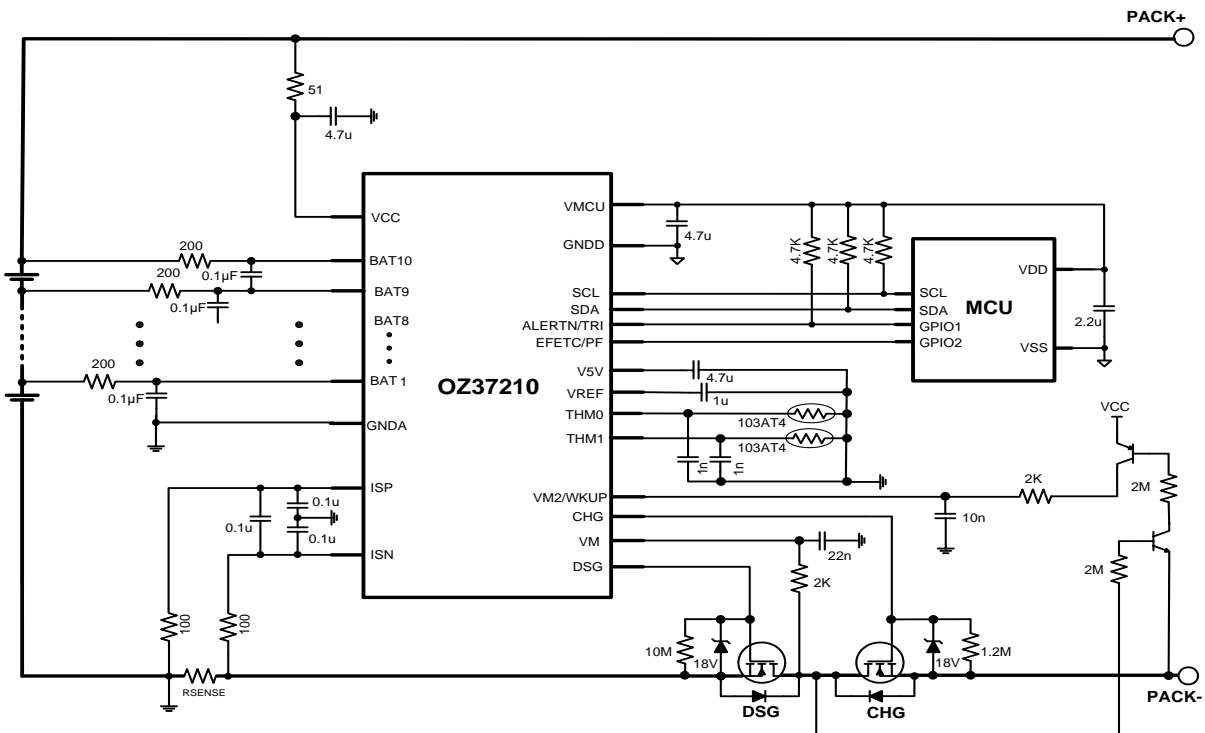 PACK+
51
4.7u
VCC
VMCU
GNDD
4.7u
4.7K
4.7K
4.7K
200
BAT10
0.1µF
200
BAT9
0.1µF
BAT8
SCL
SDA
ALERTN/TRI
EFETC/PF
VDD
SCL
MCU
SDA
GPIO1
GPIO2
VSS
2.2u
200
BAT1
0.1µF
GNDA
OZ37210
V5V
4.7u
VREF
1u
THM0
103AT4
THM1
103AT4
1n
1n
VCC
ISP
0.1u
0.1u
0.1u
ISN
VM2/WKUP
2K
10n
2M
CHG
VM
22n
DSG
2K
2M
100
100
10M
18V
18V
1.2M
RSENSE
DSG
CHG
PACK-